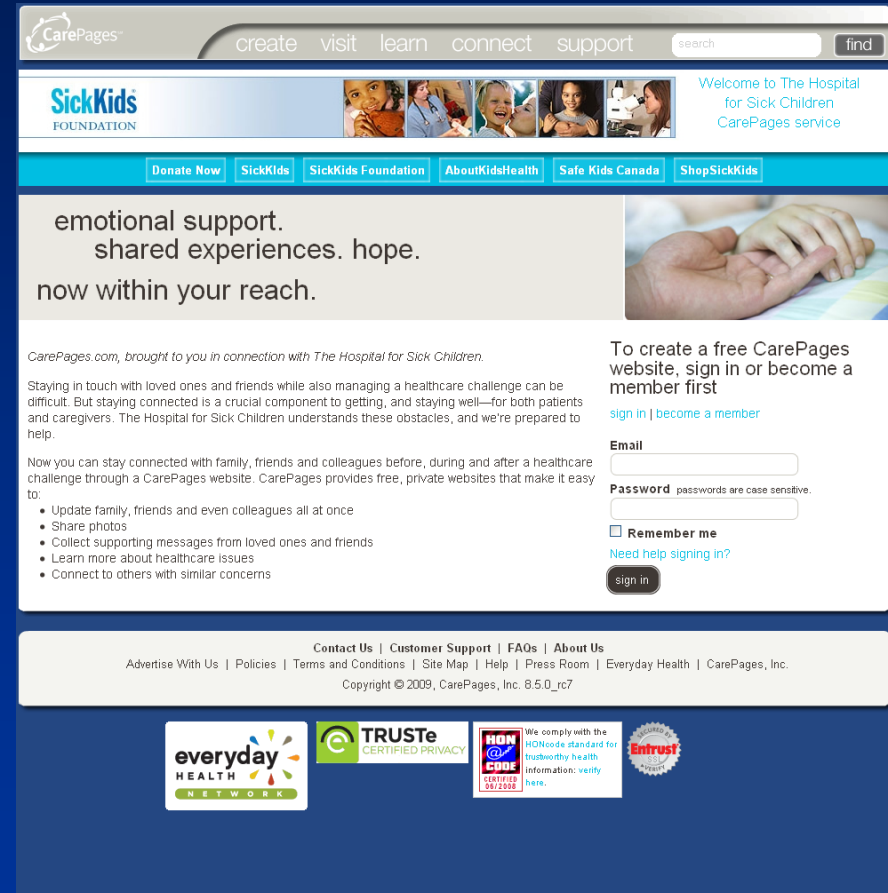 CarePages™
create visit learn connect support
search
find
SickKids
FOUNDATION
Welcome to The Hospital
for Sick Children
CarePages service
Donate Now
SickKIds
SickKids Foundation
AboutKidsHealth
Safe Kids Canada
ShopSickKids
emotional support.
shared experiences. hope.
now within your reach.
CarePages.com, brought to you in connection with The Hospital for Sick Children.
Staying in touch with loved ones and friends while also managing a healthcare challenge can be
difficult. But staying connected is a crucial component to getting, and staying well—for both patients
and caregivers. The Hospital for Sick Children understands these obstacles, and we're prepared to
help.
Now you can stay connected with family, friends and colleagues before, during and after a healthcare
challenge through a CarePages website. CarePages provides free, private websites that make it easy
to:
• Update family, friends and even colleagues all at once
• Share photos
• Collect supporting messages from loved ones and friends
• Learn more about healthcare issues
• Connect to others with similar concerns
To create a free CarePages
website, sign in or become a
member first
sign in | become a member
Email
Password passwords are case sensitive.
Remember me
Need help signing in?
sign in
Contact Us | Customer Support | FAQs | About Us
Advertise With Us | Policies | Terms and Conditions | Site Map | Help | Press Room | Everyday Health | CarePages, Inc.
Copyright © 2009, CarePages, Inc. 8.5.0_rc7
everyday
HEALTH
NETWORK
TRUSTe
CERTIFIED PRIVACY
HON
@
CODE
CERTIFIED
06/2008
We comply with the
HONcode standard for
trustworthy health
information: verify
here.
SECURED BY
Entrust
SSL
VERIFY